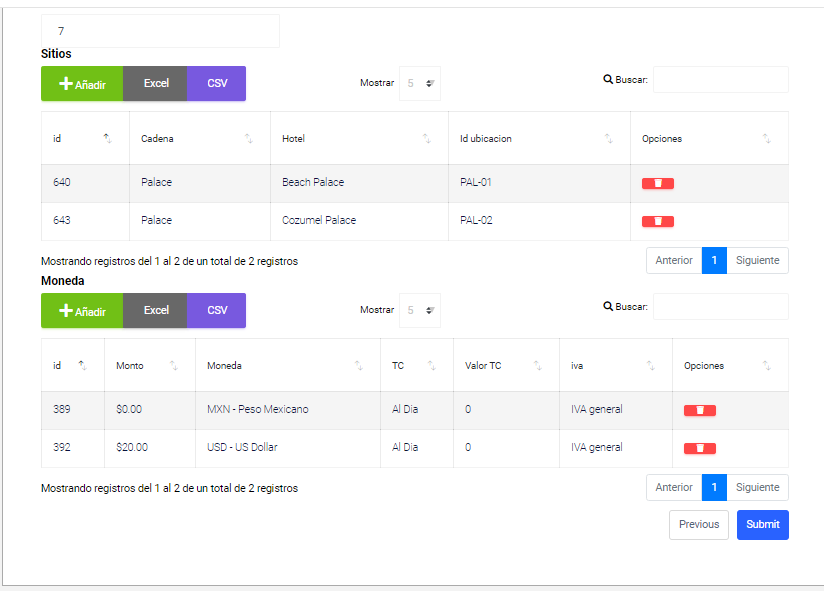 7
Sitios
Añadir Excel CSV Mostrar 5 Buscar:
id Cadena Hotel Id ubicacion Opciones
640 Palace Beach Palace PAL-01
643 Palace Cozumel Palace PAL-02
Mostrando registros del 1 al 2 de un total de 2 registros Anterior 1 Siguiente
Moneda
Añadir Excel CSV Mostrar 5 Buscar:
id Monto Moneda TC Valor TC iva Opciones
389 $0.00 MXN - Peso Mexicano Al Dia 0 IVA general
392 $20.00 USD - US Dollar Al Dia 0 IVA general
Mostrando registros del 1 al 2 de un total de 2 registros Anterior 1 Siguiente
Previous Submit